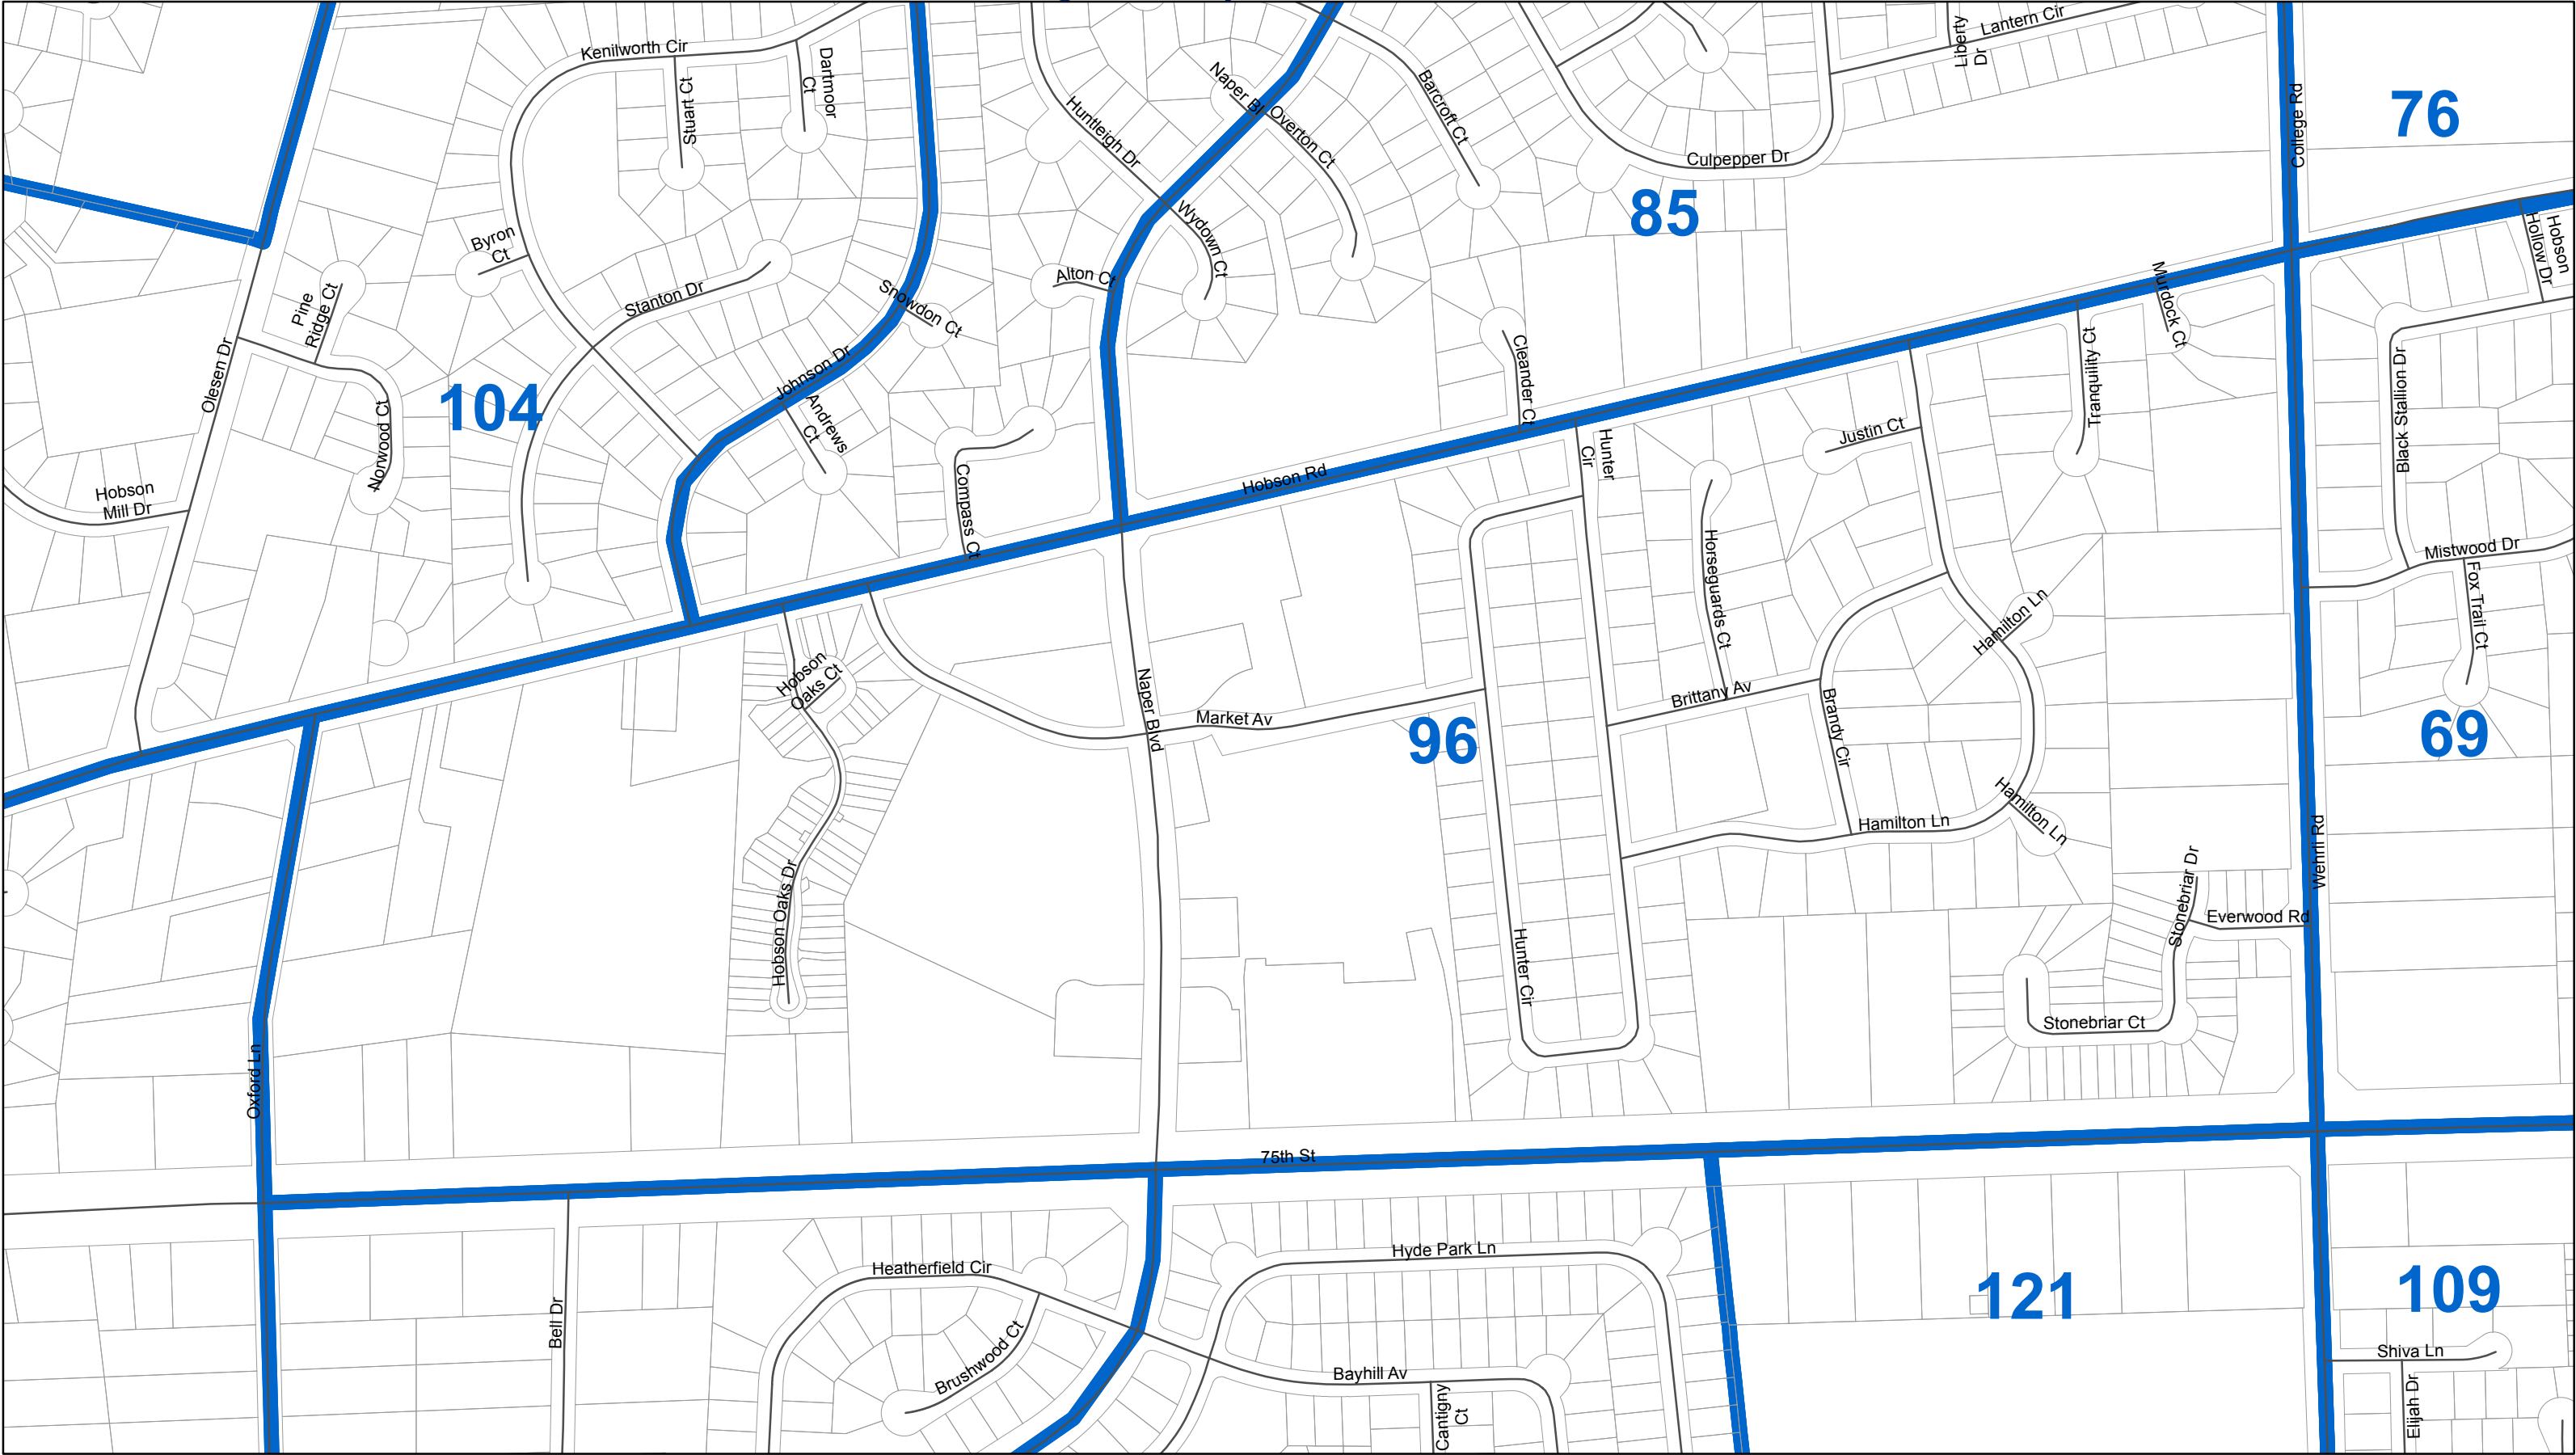 Kenilworth Cir
Stuart Ct
Dartmoor
Ct
Huntleigh Dr
Naper Bl
Overton Ct
Barcroft Ct
Culpepper Dr
Liberty
Dr
Lantern Cir
College Rd
76
85
Byron
Ct
Stanton Dr
Snowdon Ct
Alton Ct
Wydown Ct
Pine
Ridge Ct
Olesen Dr
Norwood Ct
104
Johnson Dr
Andrews
Ct
Cleander Ct
Murdock Ct
Tranquility Ct
Hobson
Hollow Dr
Black Stallion Dr
Justin Ct
Hunter
Cir
Hobson Rd
Compass Ct
Hobson
Mill Dr
Horseguards Ct
Mistwood Dr
Fox Trail Ct
Hamilton Ln
Hobson
Oaks Ct
Naper Blvd
Market Av
96
Brittany Av
Brandy Cir
69
Hamilton Ln
Hamilton Ln
Hobson Oaks Dr
Hunter Cir
Stonebriar Dr
Everwood Rd
Wehrli Rd
Stonebriar Ct
Oxford Ln
75th St
Heatherfield Cir
Hyde Park Ln
Bell Dr
Brushwood Ct
Bayhill Av
Cantigny
Ct
121
109
Shiva Ln
Elijah Dr